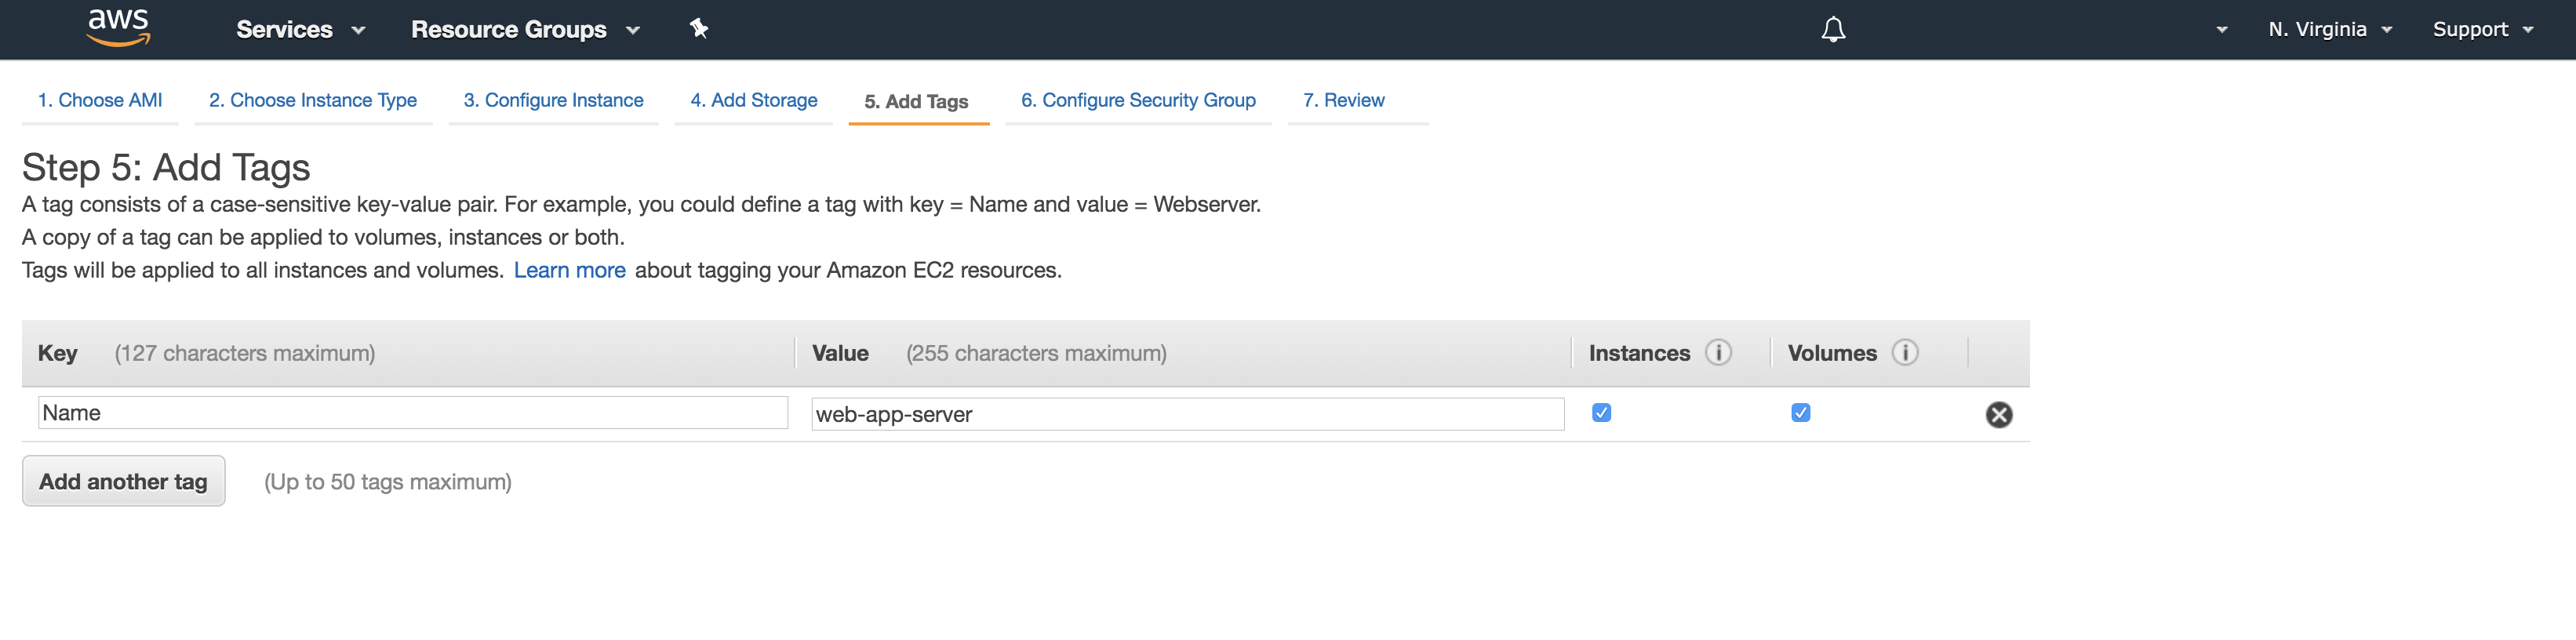 aws Services Resource Groups N. Virginia Support
1. Choose AMI 2. Choose Instance Type 3. Configure Instance 4. Add Storage 5. Add Tags 6. Configure Security Group 7. Review
Step 5: Add Tags
A tag consists of a case-sensitive key-value pair. For example, you could define a tag with key = Name and value = Webserver.
A copy of a tag can be applied to volumes, instances or both.
Tags will be applied to all instances and volumes. Learn more about tagging your Amazon EC2 resources.
Key (127 characters maximum) Value (255 characters maximum) Instances i Volumes i
Name web-app-server
Add another tag (Up to 50 tags maximum)